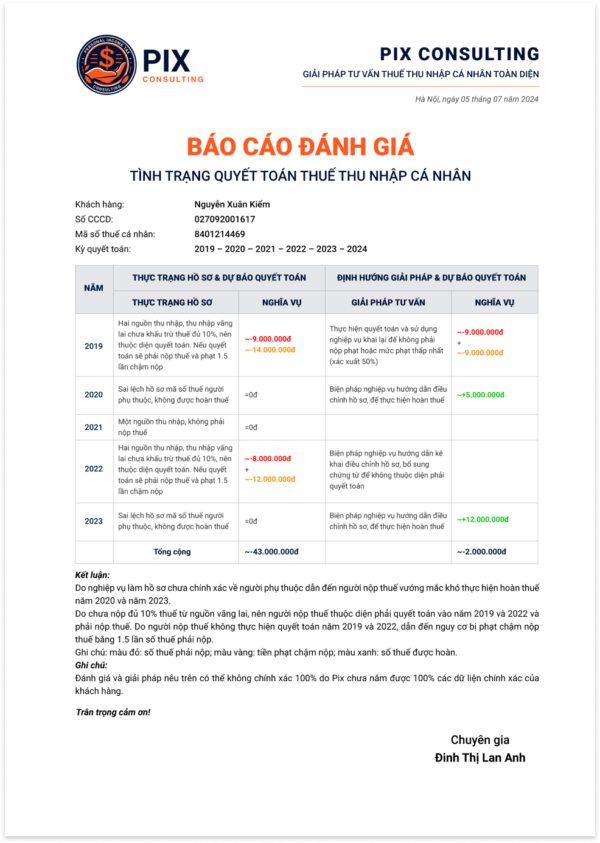 PERSONAL INCOME TAX
CONSULTING
PIX
CONSULTING
PIX CONSULTING
GIẢI PHÁP TƯ VẤN THUẾ THU NHẬP CÁ NHÂN TOÀN DIỆN
Hà Nội, ngày 05 tháng 07 năm 2024
BÁO CÁO ĐÁNH GIÁ
TÌNH TRẠNG QUYẾT TOÁN THUẾ THU NHẬP CÁ NHÂN
Khách hàng: Nguyễn Xuân Kiểm
Số CCCD: 027092001617
Mã số thuế cá nhân: 8401214469
Kỳ quyết toán: 2019 – 2020 – 2021 – 2022 – 2023 – 2024
NĂM
THỰC TRẠNG HỒ SƠ & DỰ BÁO QUYẾT TOÁN
ĐỊNH HƯỚNG GIẢI PHÁP & DỰ BÁO QUYẾT TOÁN
THỰC TRẠNG HỒ SƠ
NGHĨA VỤ
GIẢI PHÁP TƯ VẤN
NGHĨA VỤ
2019
Hai nguồn thu nhập, thu nhập vãng
lai chưa khấu trừ thuế đủ 10%, nên
thuộc diện quyết toán. Nếu quyết
toán sẽ phải nộp thuế và phạt 1.5
lần chậm nộp
~-9.000.000đ
~-14.000.000đ
Thực hiện quyết toán và sử dụng
nghiệp vụ khai lại để không phải
nộp phạt hoặc mức phạt thấp nhất
(xác xuất 50%)
~-9.000.000đ
+
~-9.000.000đ
2020
Sai lệch hồ sơ mã số thuế người
phụ thuộc, không được hoàn thuế
=0đ
Biện pháp nghiệp vụ hướng dẫn điều
chỉnh hồ sơ, để thực hiện hoàn thuế
~+5.000.000đ
2021
Một nguồn thu nhập, không phải
nộp thuế
=0đ
2022
Hai nguồn thu nhập, thu nhập vãng
lai chưa khấu trừ thuế đủ 10%, nên
thuộc diện quyết toán. Nếu quyết
toán sẽ phải nộp thuế và phạt 1.5
lần chậm nộp
~-8.000.000đ
+
~-12.000.000đ
Biện pháp nghiệp vụ hướng dẫn kê
khai điều chỉnh hồ sơ, bổ sung
chứng từ để không thuộc diện phải
quyết toán
2023
Sai lệch hồ sơ mã số thuế người
phụ thuộc, không được hoàn thuế
=0đ
Biện pháp nghiệp vụ hướng dẫn điều
chỉnh hồ sơ, để thực hiện hoàn thuế
~+12.000.000đ
Tổng cộng
~-43.000.000đ
~-2.000.000đ
Kết luận:
Do nghiệp vụ làm hồ sơ chưa chính xác về người phụ thuộc dẫn đến người nộp thuế vướng mắc khó thực hiện hoàn thuế
năm 2020 và năm 2023.
Do chưa nộp đủ 10% thuế từ nguồn vãng lai, nên người nộp thuế thuộc diện phải quyết toán vào năm 2019 và 2022 và
phải nộp thuế. Do người nộp thuế không thực hiện quyết toán năm 2019 và 2022, dẫn đến nguy cơ bị phạt chậm nộp
thuế bằng 1.5 lần số thuế phải nộp.
Ghi chú: màu đỏ: số thuế phải nộp; màu vàng: tiền phạt chậm nộp; màu xanh: số thuế được hoàn.
Ghi chú:
Đánh giá và giải pháp nêu trên có thể không chính xác 100% do Pix chưa nắm được 100% các dữ liện chính xác của
khách hàng.
Trân trọng cảm ơn!
Chuyên gia
Đinh Thị Lan Anh